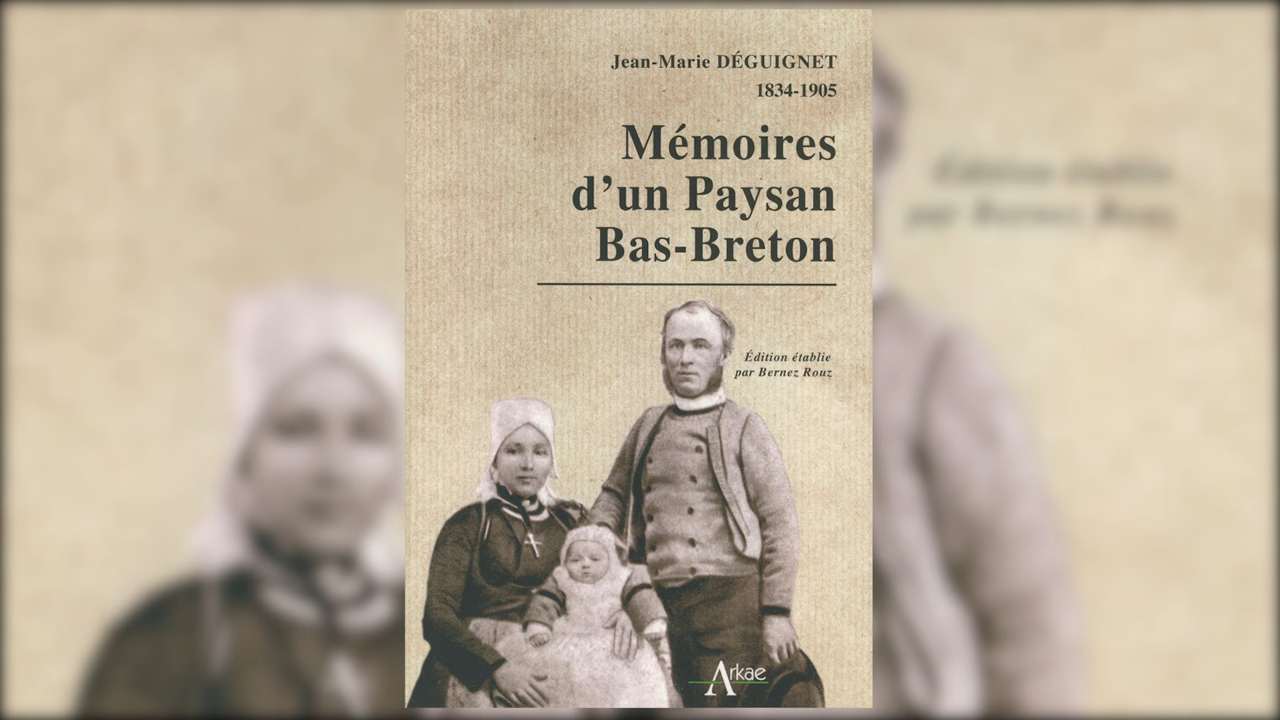 Jean-Marie DÉGUIGNET
1834-1905
Mémoires
d'un Paysan
Bas-Breton
Édition établie
par Bernez Rouz
Arkae